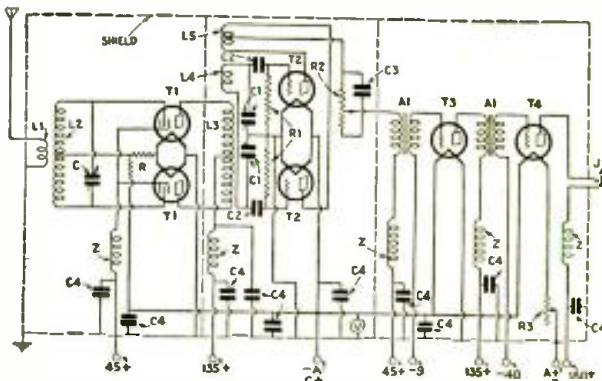 SHIELD
L5
L4
T2
R2
C3
T1
L1
L2
L3
C1
R1
A1
T3
A1
T4
J
C
R
C1
T1
C2
T2
Z
Z
Z
Z
Z
C4
C4
C4
C4
C4
C4
C4
C4
R3
C4
V
45+
135+
-A
C+
45+
-9
135+
-40
A+